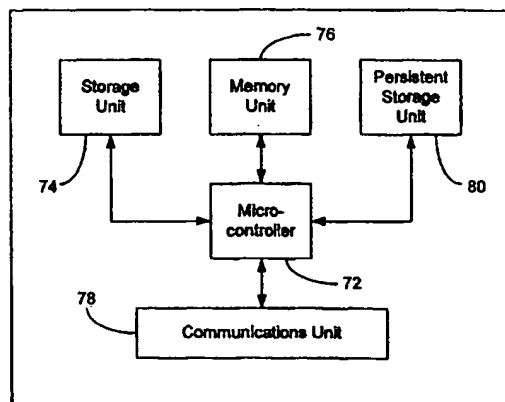 76
Storage
Unit
Memory
Unit
Persistent
Storage
Unit
74
80
Micro-
controller
72
78
Communications Unit